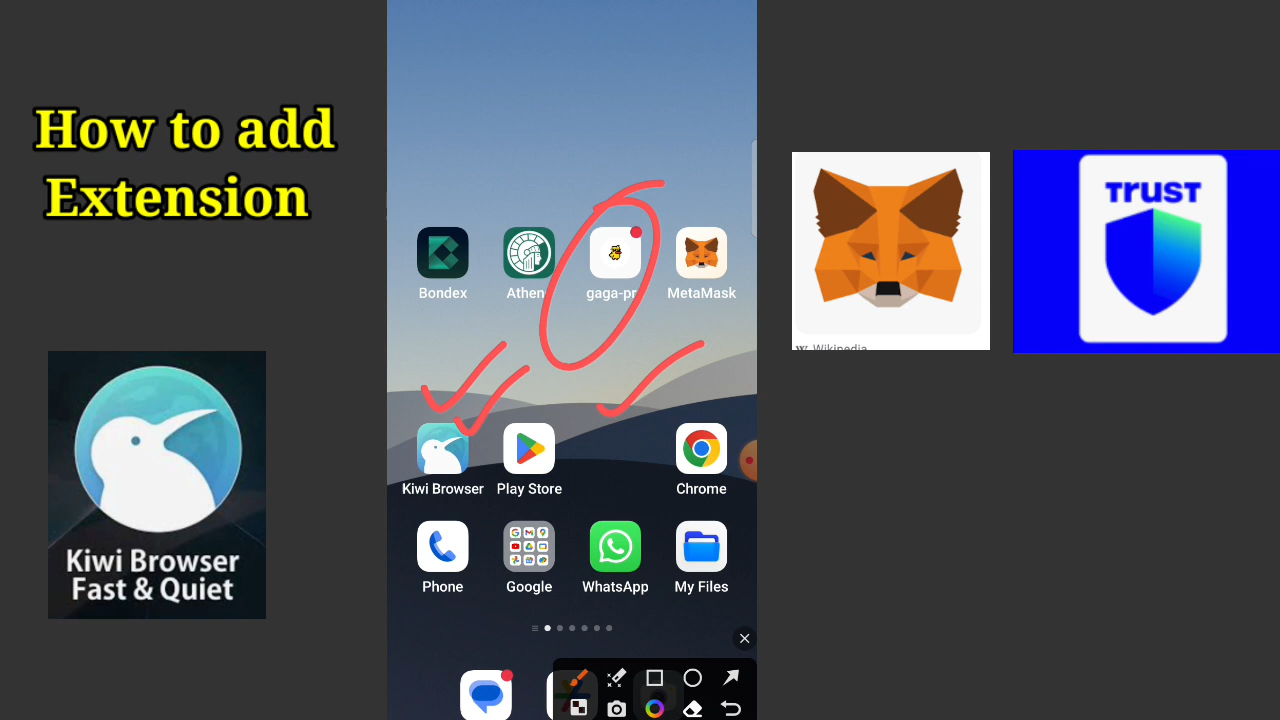 How to add
Extension
Kiwi Browser
Fast & Quiet
Bondex
Athen
gaga-pr
MetaMask
Kiwi Browser
Play Store
Chrome
Phone
Google
WhatsApp
My Files
W Wikipedia
TRUST